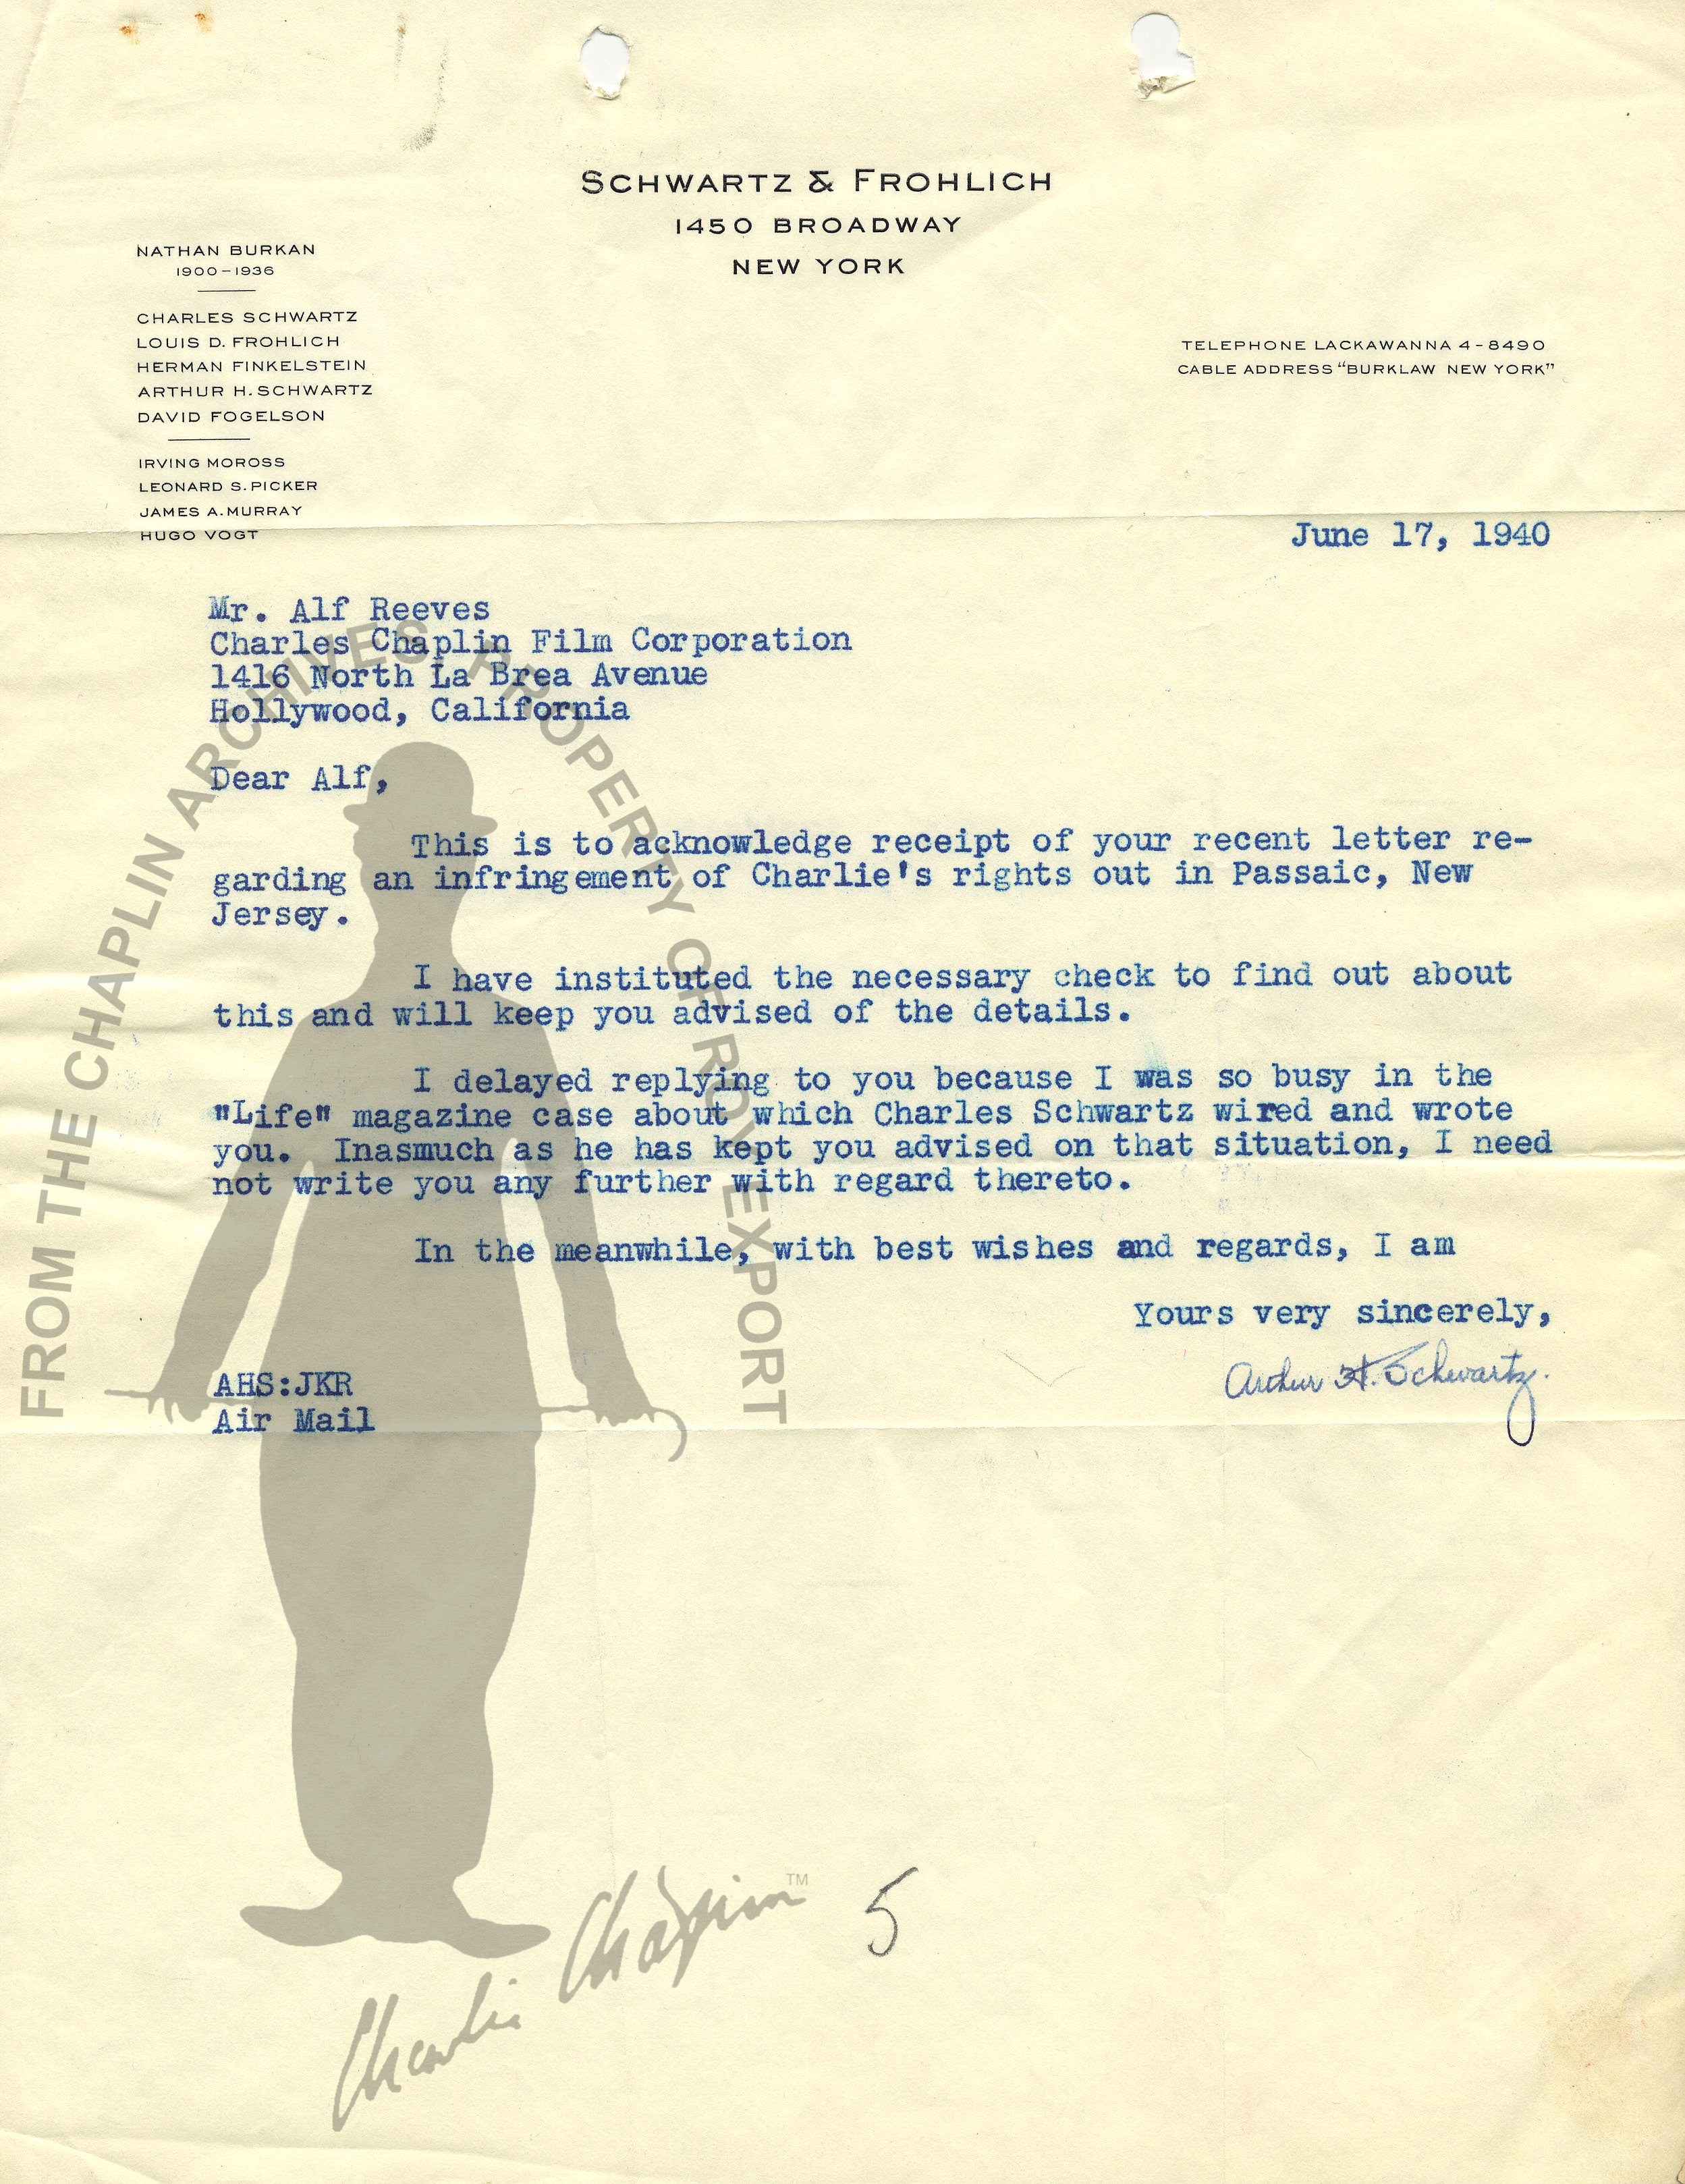 SCHWARTZ & FROHLICH
1450 BROADWAY
NEW YORK
NATHAN BURKAN
1900-1936
CHARLES SCHWARTZ
LOUIS D. FROHLICH
HERMAN FINKELSTEIN
ARTHUR H. SCHWARTZ
DAVID FOGELSON
IRVING MOROSS
LEONARD S. PICKER
JAMES A. MURRAY
HUGO VOGT
TELEPHONE LACKAWANNA 4-8490
CABLE ADDRESS "BURKLAW NEW YORK"
June 17, 1940
Mr. Alf Reeves
Charles Chaplin Film Corporation
1416 North La Brea Avenue
Hollywood, California
Dear Alf,
This is to acknowledge receipt of your recent letter re-
garding an infringement of Charlie's rights out in Passaic, New
Jersey.
I have instituted the necessary check to find out about
this and will keep you advised of the details.
I delayed replying to you because I was so busy in the
"Life" magazine case about which Charles Schwartz wired and wrote
you. Inasmuch as he has kept you advised on that situation, I need
not write you any further with regard thereto.
In the meanwhile, with best wishes and regards, I am
Yours very sincerely,
Arthur H. Schwartz.
AHS:JKR
Air Mail
FROM THE CHAPLIN ARCHIVES PROPERTY OF ROY EXPORT
Charlie Chaplin TM
5